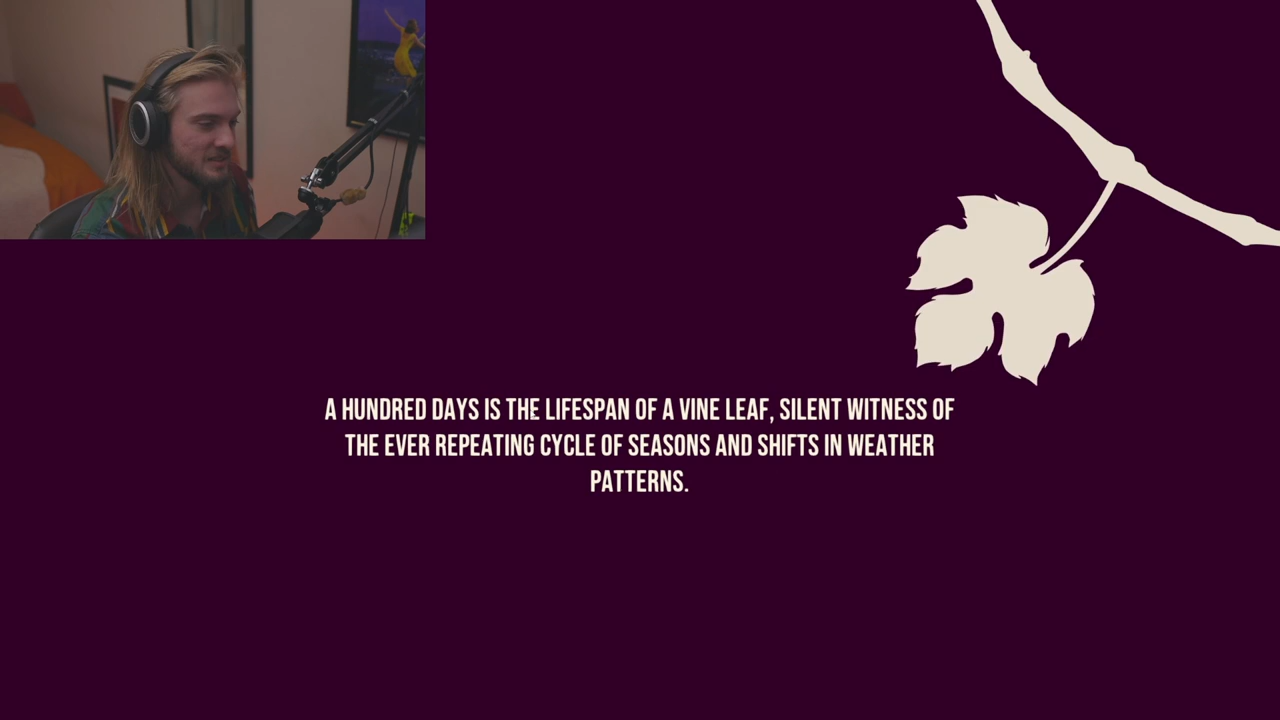 A HUNDRED DAYS IS THE LIFESPAN OF A VINE LEAF, SILENT WITNESS OF
THE EVER REPEATING CYCLE OF SEASONS AND SHIFTS IN WEATHER
PATTERNS.